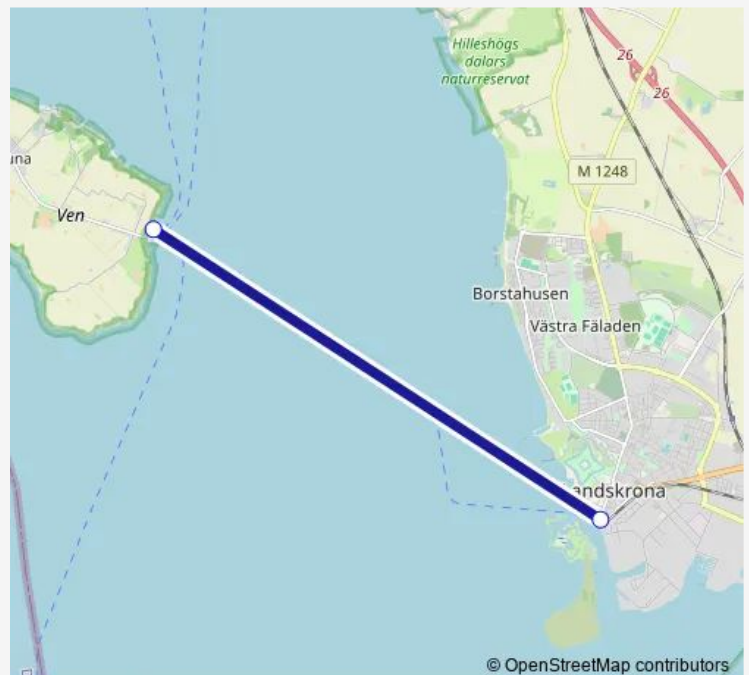 Hilleshögs
dalars
naturreservat
26
26
M 1248
una
Ven
Borstahusen
Västra Fäladen
andskrona
© OpenStreetMap contributors